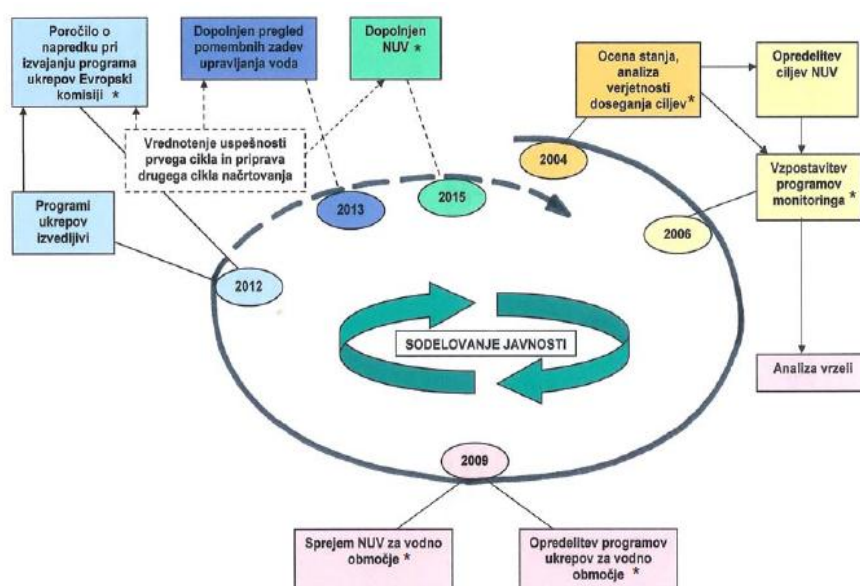 Poročilo o
napredku pri
izvajanju programa
ukrepov Evropski
komisiji *
Dopolnjen pregled
pomembnih zadev
upravljanja voda
Dopolnjen
NUV *
Ocena stanja,
analiza
verjetnosti
doseganja ciljev *
Opredelitev
ciljev NUV
Vrednotenje uspešnosti
prvega cikla in priprava
drugega cikla načrtovanja
2004
Vzpostavitev
programov
monitoringa *
Programi
ukrepov
izvedljivi
2013
2015
2006
2012
SODELOVANJE JAVNOSTI
Analiza vrzeli
2009
Sprejem NUV za vodno
območje *
Opredelitev programov
ukrepov za vodno
območje *